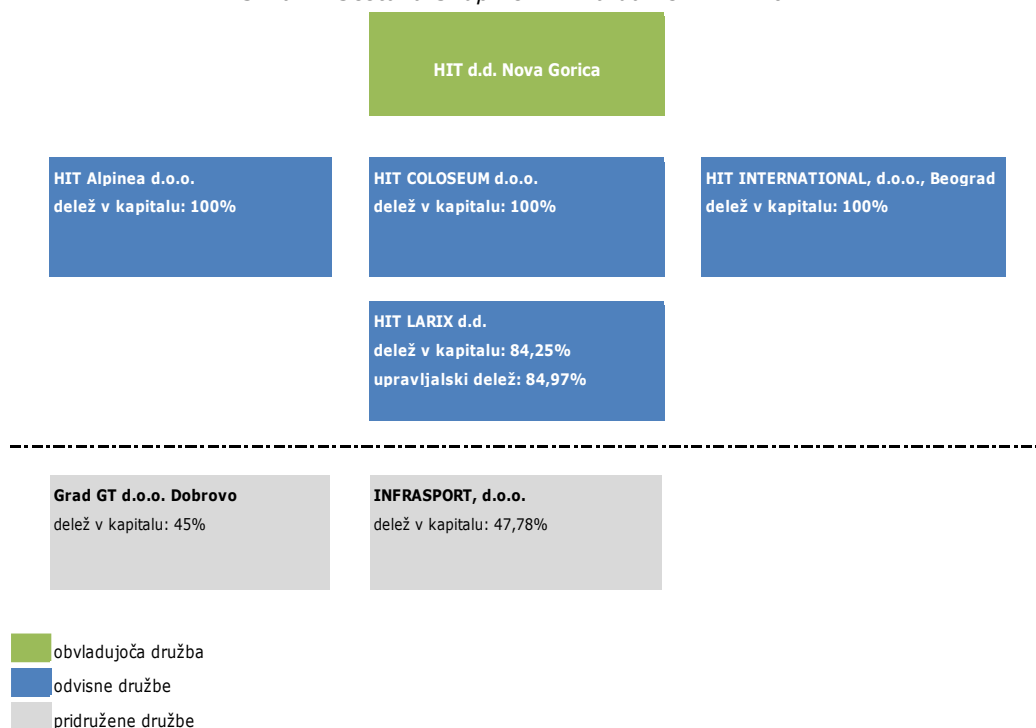 HIT d.d. Nova Gorica
HIT Alpinea d.o.o.
delež v kapitalu: 100%
HIT COLOSEUM d.o.o.
delež v kapitalu: 100%
HIT INTERNATIONAL, d.o.o., Beograd
delež v kapitalu: 100%
HIT LARIX d.d.
delež v kapitalu: 84,25%
upravljalski delež: 84,97%
Grad GT d.o.o. Dobrovo
delež v kapitalu: 45%
INFRASPORT, d.o.o.
delež v kapitalu: 47,78%
obvladujoča družba
odvisne družbe
pridružene družbe